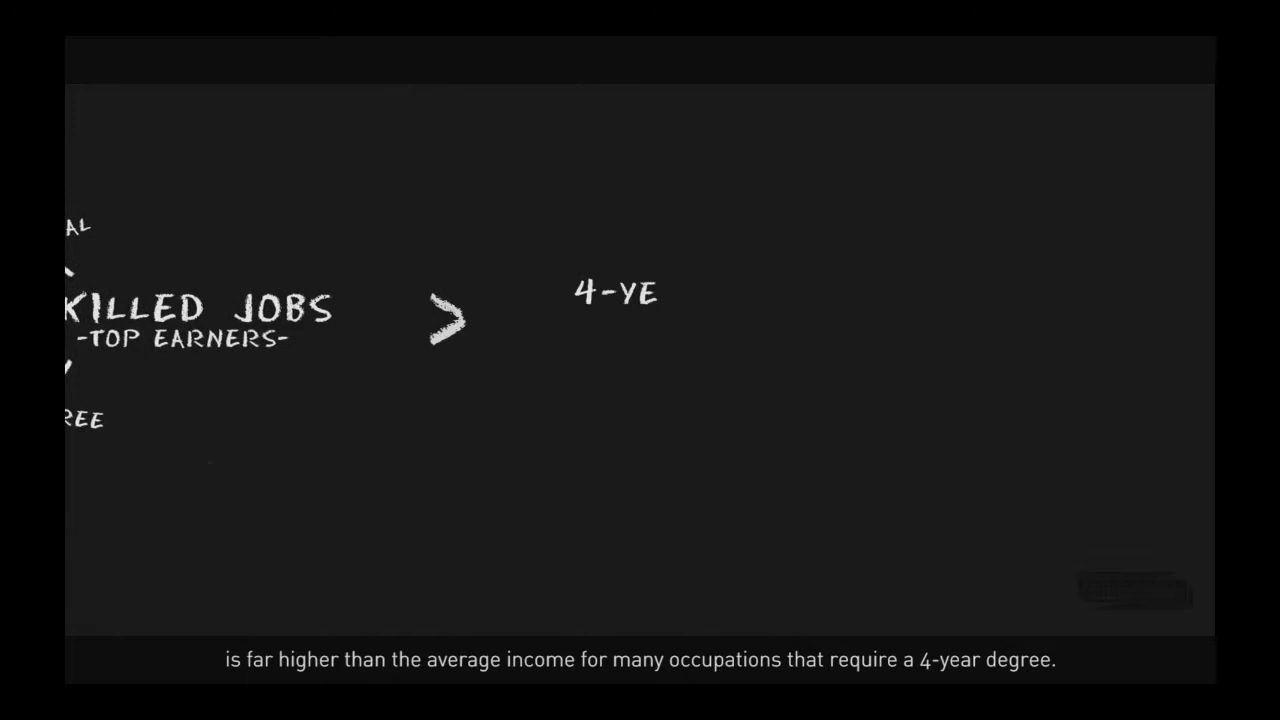 AL
KILLED JOBS
-TOP EARNERS-
REE
>
4-YE
is far higher than the average income for many occupations that require a 4-year degree.